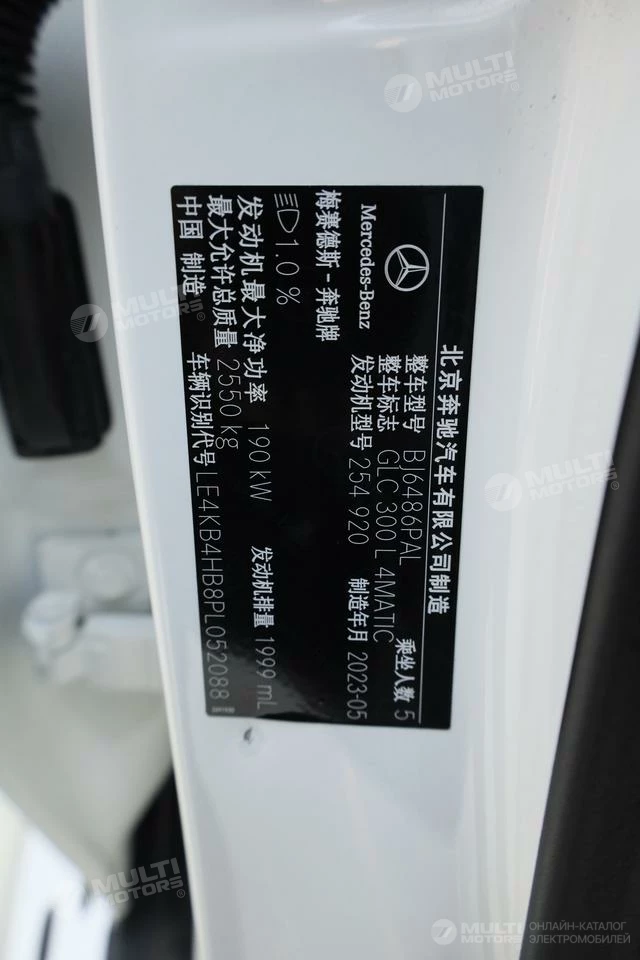 北京奔驰汽车有限公司制造
Mercedes-Benz
梅赛德斯-奔驰牌
整车型号 BJ6486PAL 乘坐人数 5
整车标志 GLC 300 L 4MATIC
发动机型号 254 920 制造年月 2023-05
1.0 %
发动机最大净功率 190 kW 发动机排量 1999 mL
最大允许总质量 2550 kg
中国 制造 车辆识别代号 LE4KB4HB8PL052088
MULTI
MOTORS®
MULTI
MOTORS®
MULTI
MOTORS®
MULTI
MOTORS®
MULTI
MOTORS
ОНЛАЙН-КАТАЛОГ
ЭЛЕКТРОМОБИЛЕЙ